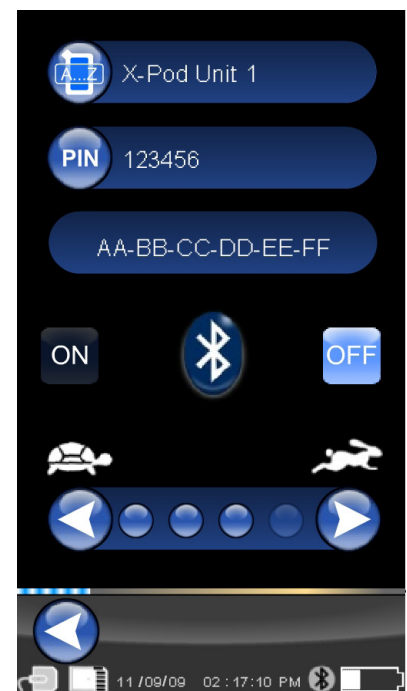 A...Z X-Pod Unit 1
PIN 123456
AA-BB-CC-DD-EE-FF
ON OFF
11/09/09 02:17:10 PM